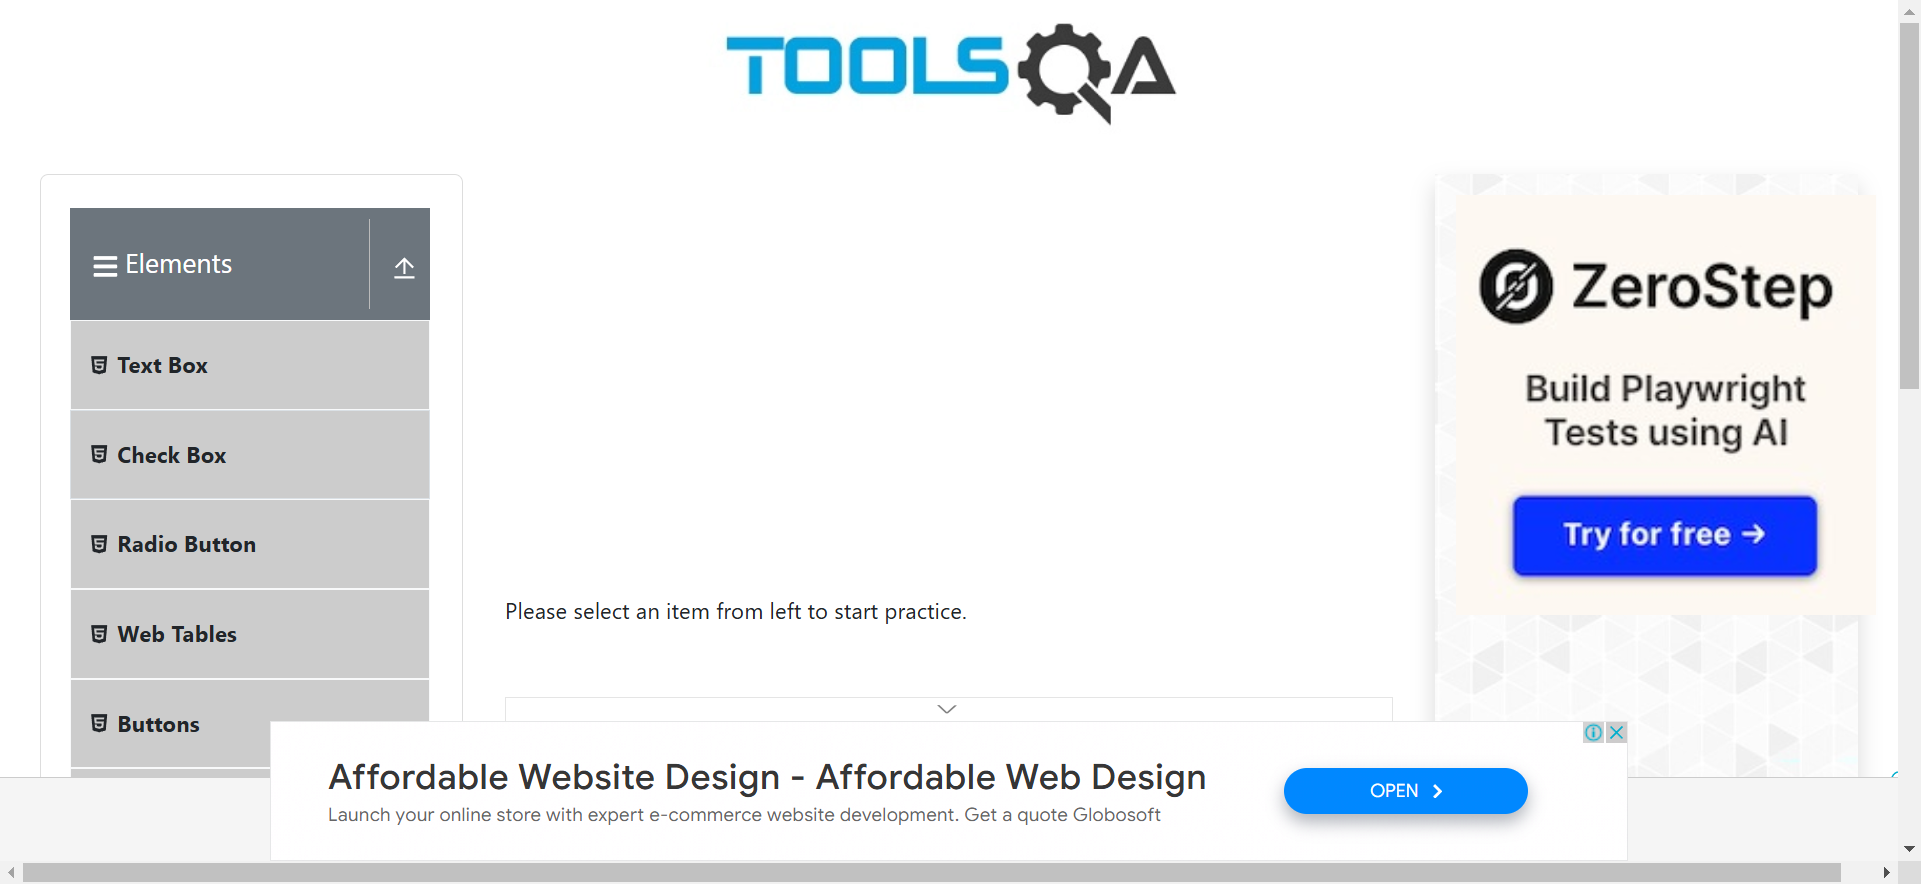 TOOLSQA
Elements
Text Box
Check Box
Radio Button
Web Tables
Buttons
Please select an item from left to start practice.
ZeroStep
Build Playwright
Tests using AI
Try for free →
Affordable Website Design - Affordable Web Design
Launch your online store with expert e-commerce website development. Get a quote Globosoft
OPEN